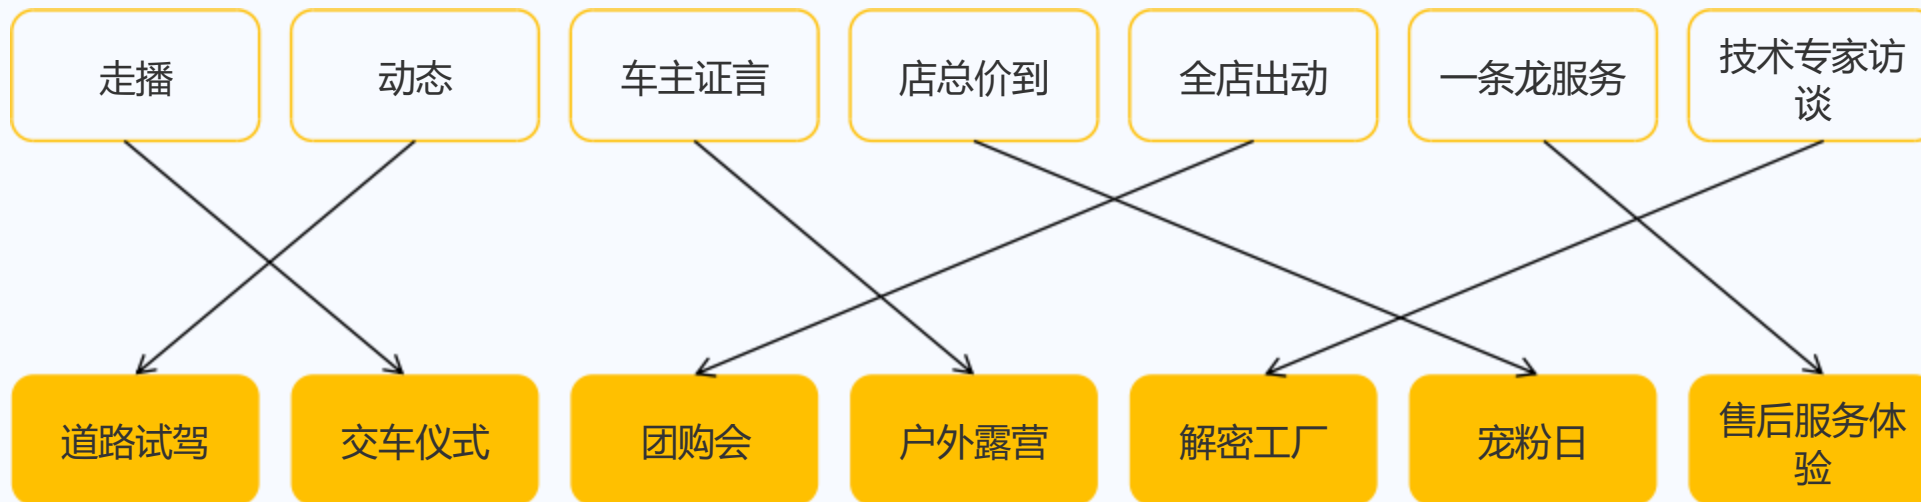 走播
动态
车主证言
店总价到
全店出动
一条龙服务
技术专家访
谈
道路试驾
交车仪式
团购会
户外露营
解密工厂
宠粉日
售后服务体
验